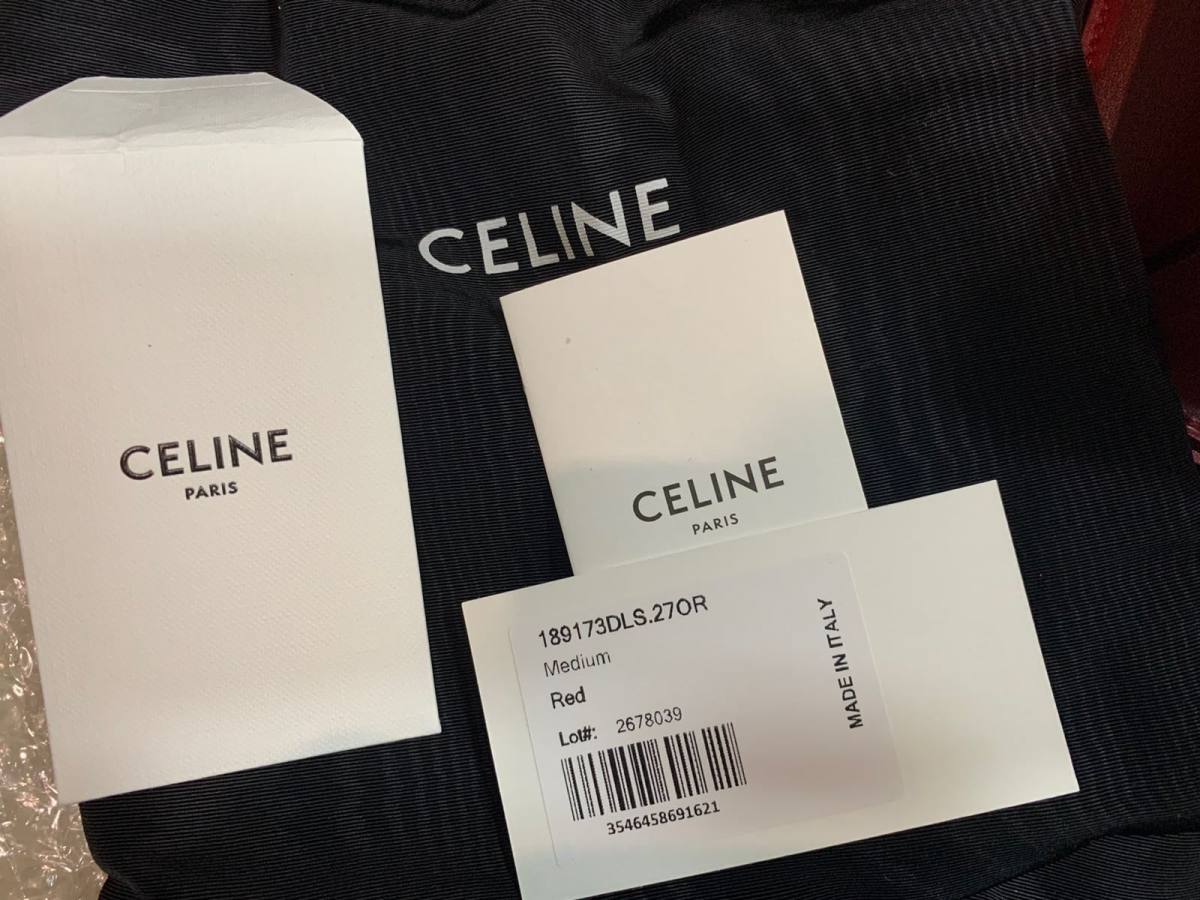 CELINE
CELINE
PARIS
CELINE
PARIS
189173DLS.27OR
Medium
Red
Lot#: 2678039
3546458691621
MADE IN ITALY